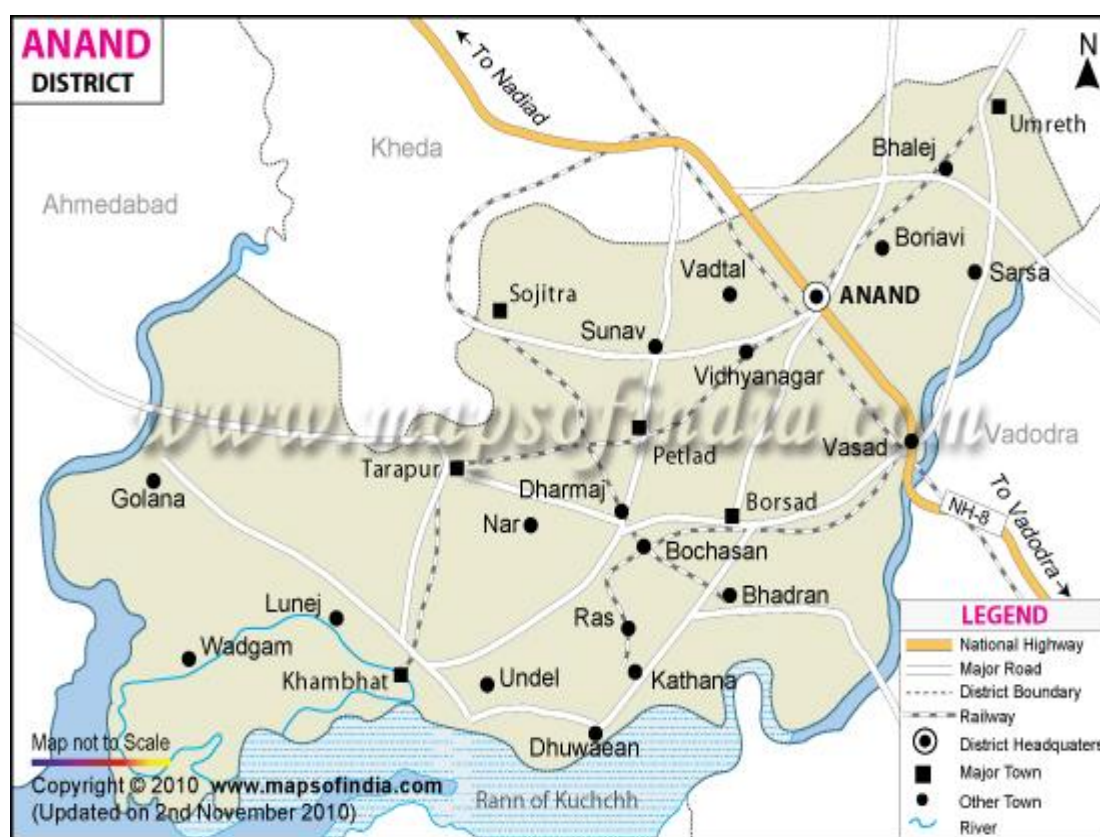 ANAND
DISTRICT
N
To Nadiad
Kheda
Ahmedabad
Umreth
Bhalej
Boriavi
Sarsa
Vadtal
ANAND
Sojitra
Sunav
Vidhyanagar
www.mapsofindia.com
Vadodra
Vasad
Petlad
Tarapur
Golana
Dharmaj
Borsad
Nar
NH-8
To Vadodra
Bochasan
Bhadran
Lunej
Ras
Wadgam
Khambhat
Undel
Kathana
Dhuwaean
Rann of Kuchchh
Map not to Scale
Copyright © 2010 www.mapsofindia.com
(Updated on 2nd November 2010)
LEGEND
National Highway
Major Road
District Boundary
Railway
District Headquaters
Major Town
Other Town
River